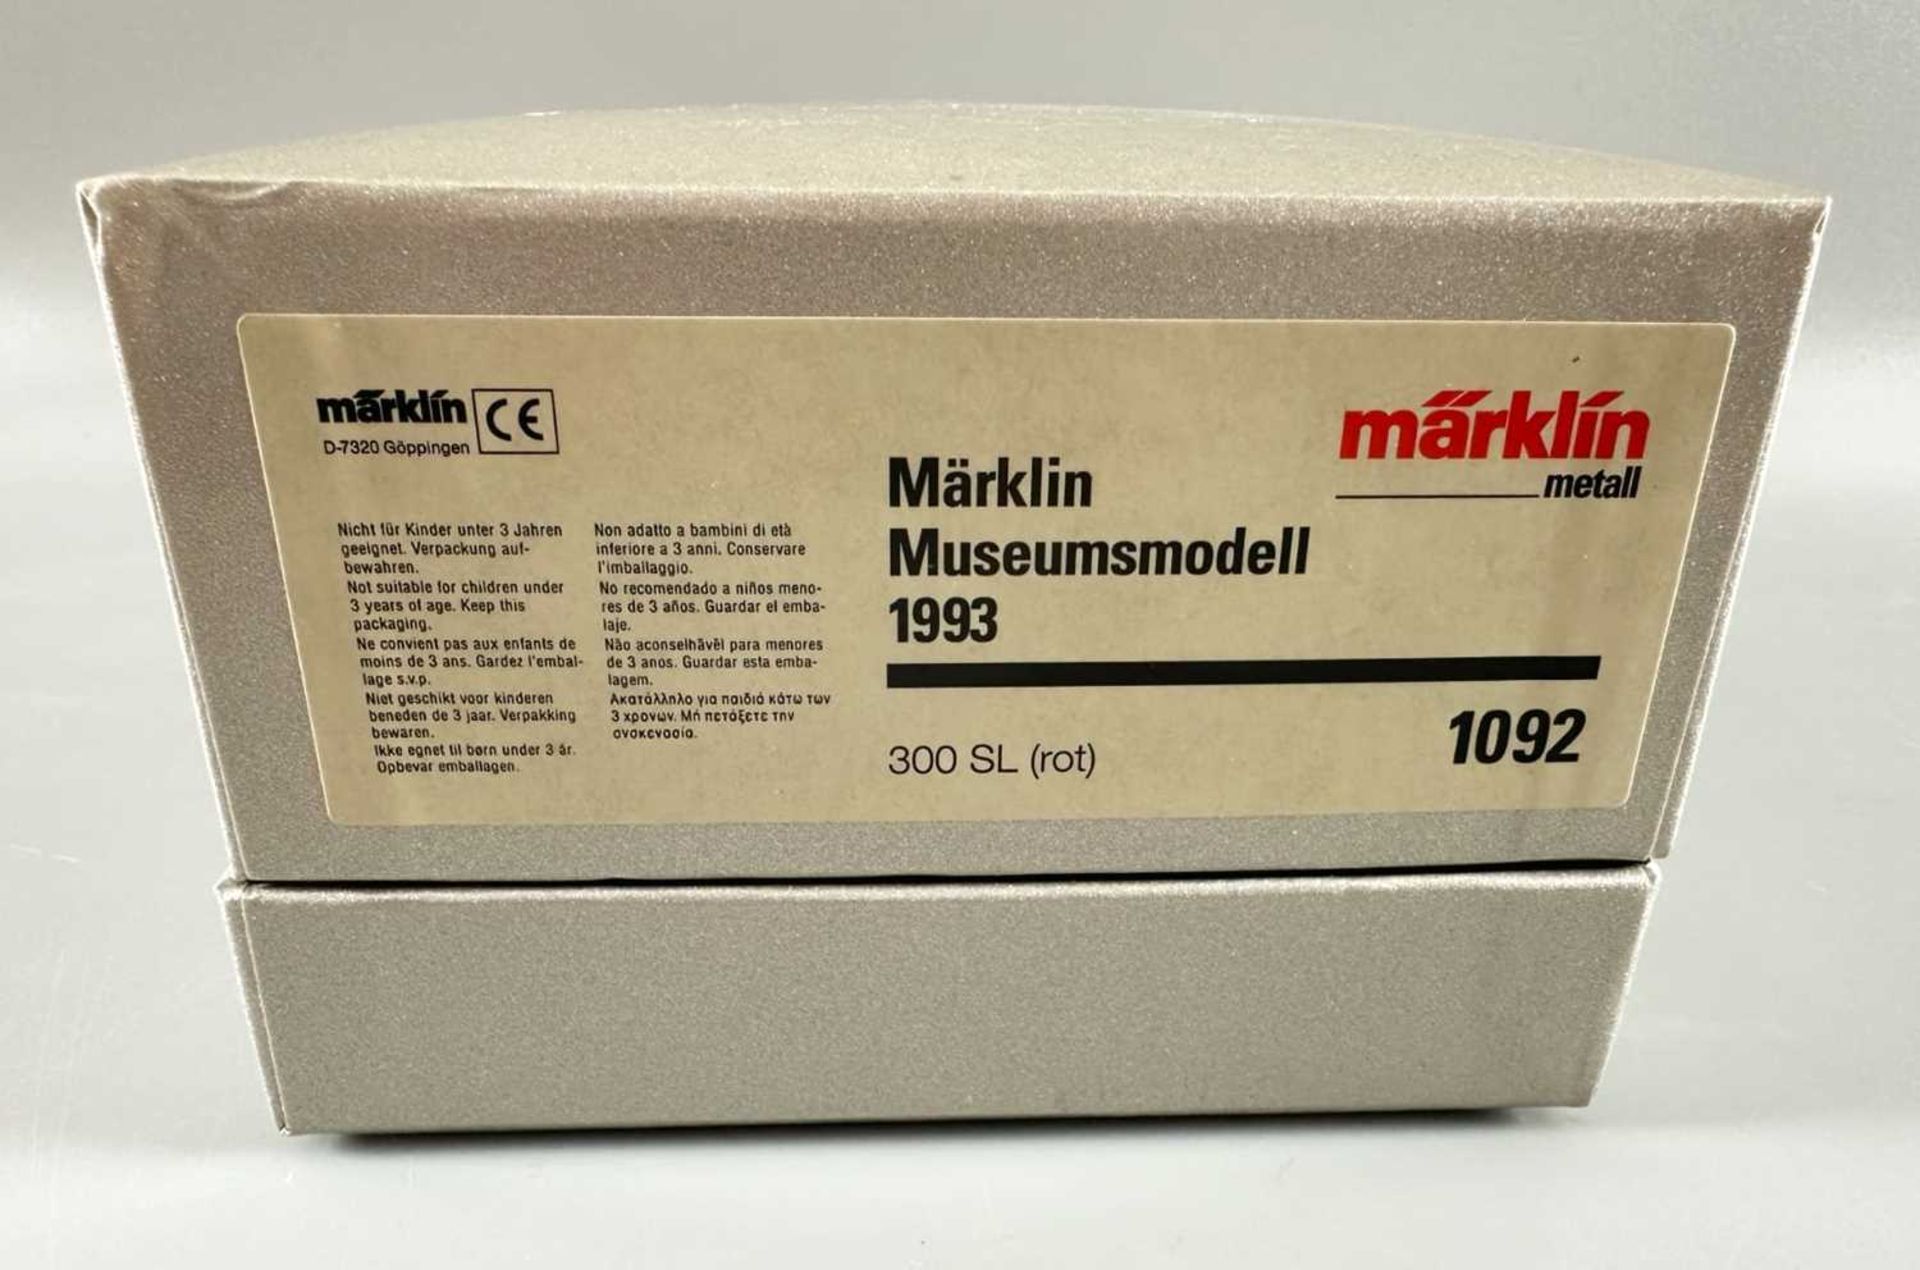 märklin CE
D-7320 Göppingen
Nicht für Kinder unter 3 Jahren
geeignet. Verpackung auf-
bewahren.
Not suitable for children under
3 years of age. Keep this
packaging.
Ne convient pas aux enfants de
moins de 3 ans. Gardez l'embal-
lage s.v.p.
Niet geschikt voor kinderen
beneden de 3 jaar. Verpakking
bewaren.
Ikke egnet til børn under 3 år.
Opbevar emballagen.
Non adatto a bambini di età
inferiore a 3 anni. Conservare
l'imballaggio.
No recomendado a niños meno-
res de 3 años. Guardar el emba-
laje.
Não aconselhãvêl para menores
de 3 anos. Guardar esta emba-
lagem.
Ακατάλληλο για παιδιά κάτω των
3 χρονων. Μή πετάξετε την
ανσκενασία.
Märklin
Museumsmodell
1993
300 SL (rot)
märklin
metall
1092